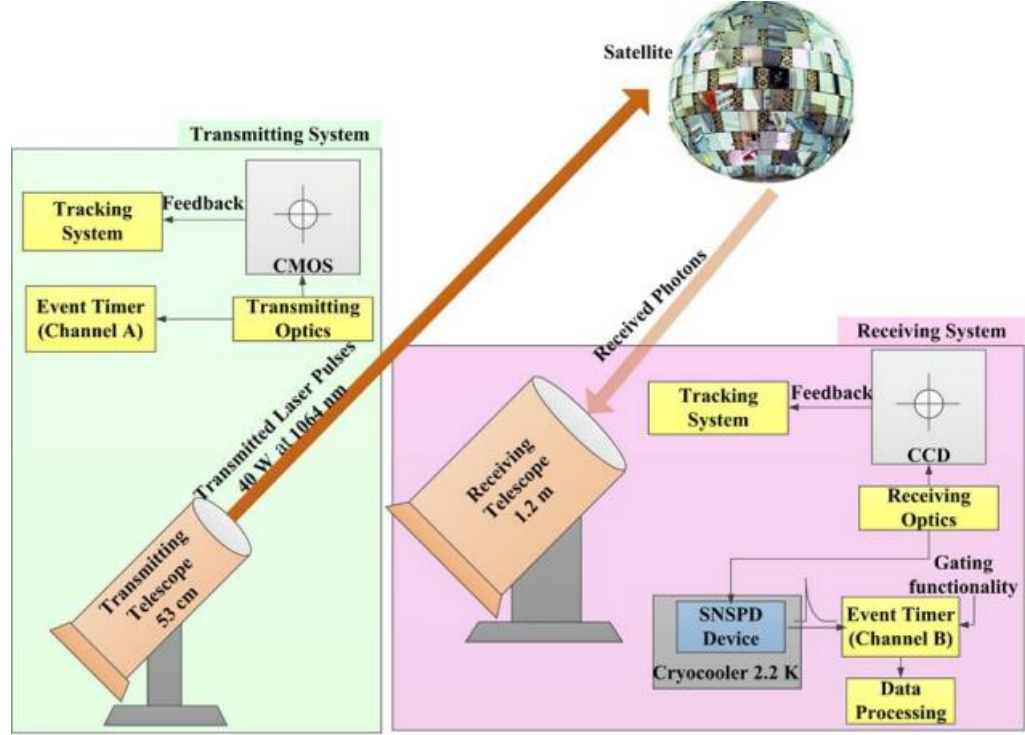 Satellite
Transmitting System
Tracking
System
Feedback
CMOS
Event Timer
(Channel A)
Transmitting
Optics
Transmitted Laser Pulses
40 W at 1064 nm
Transmitting
Telescope
53 cm
Received Photons
Receiving System
Receiving
Telescope
1.2 m
Tracking
System
Feedback
CCD
Receiving
Optics
Gating
functionality
SNSPD
Device
Cryocooler 2.2 K
Event Timer
(Channel B)
Data
Processing